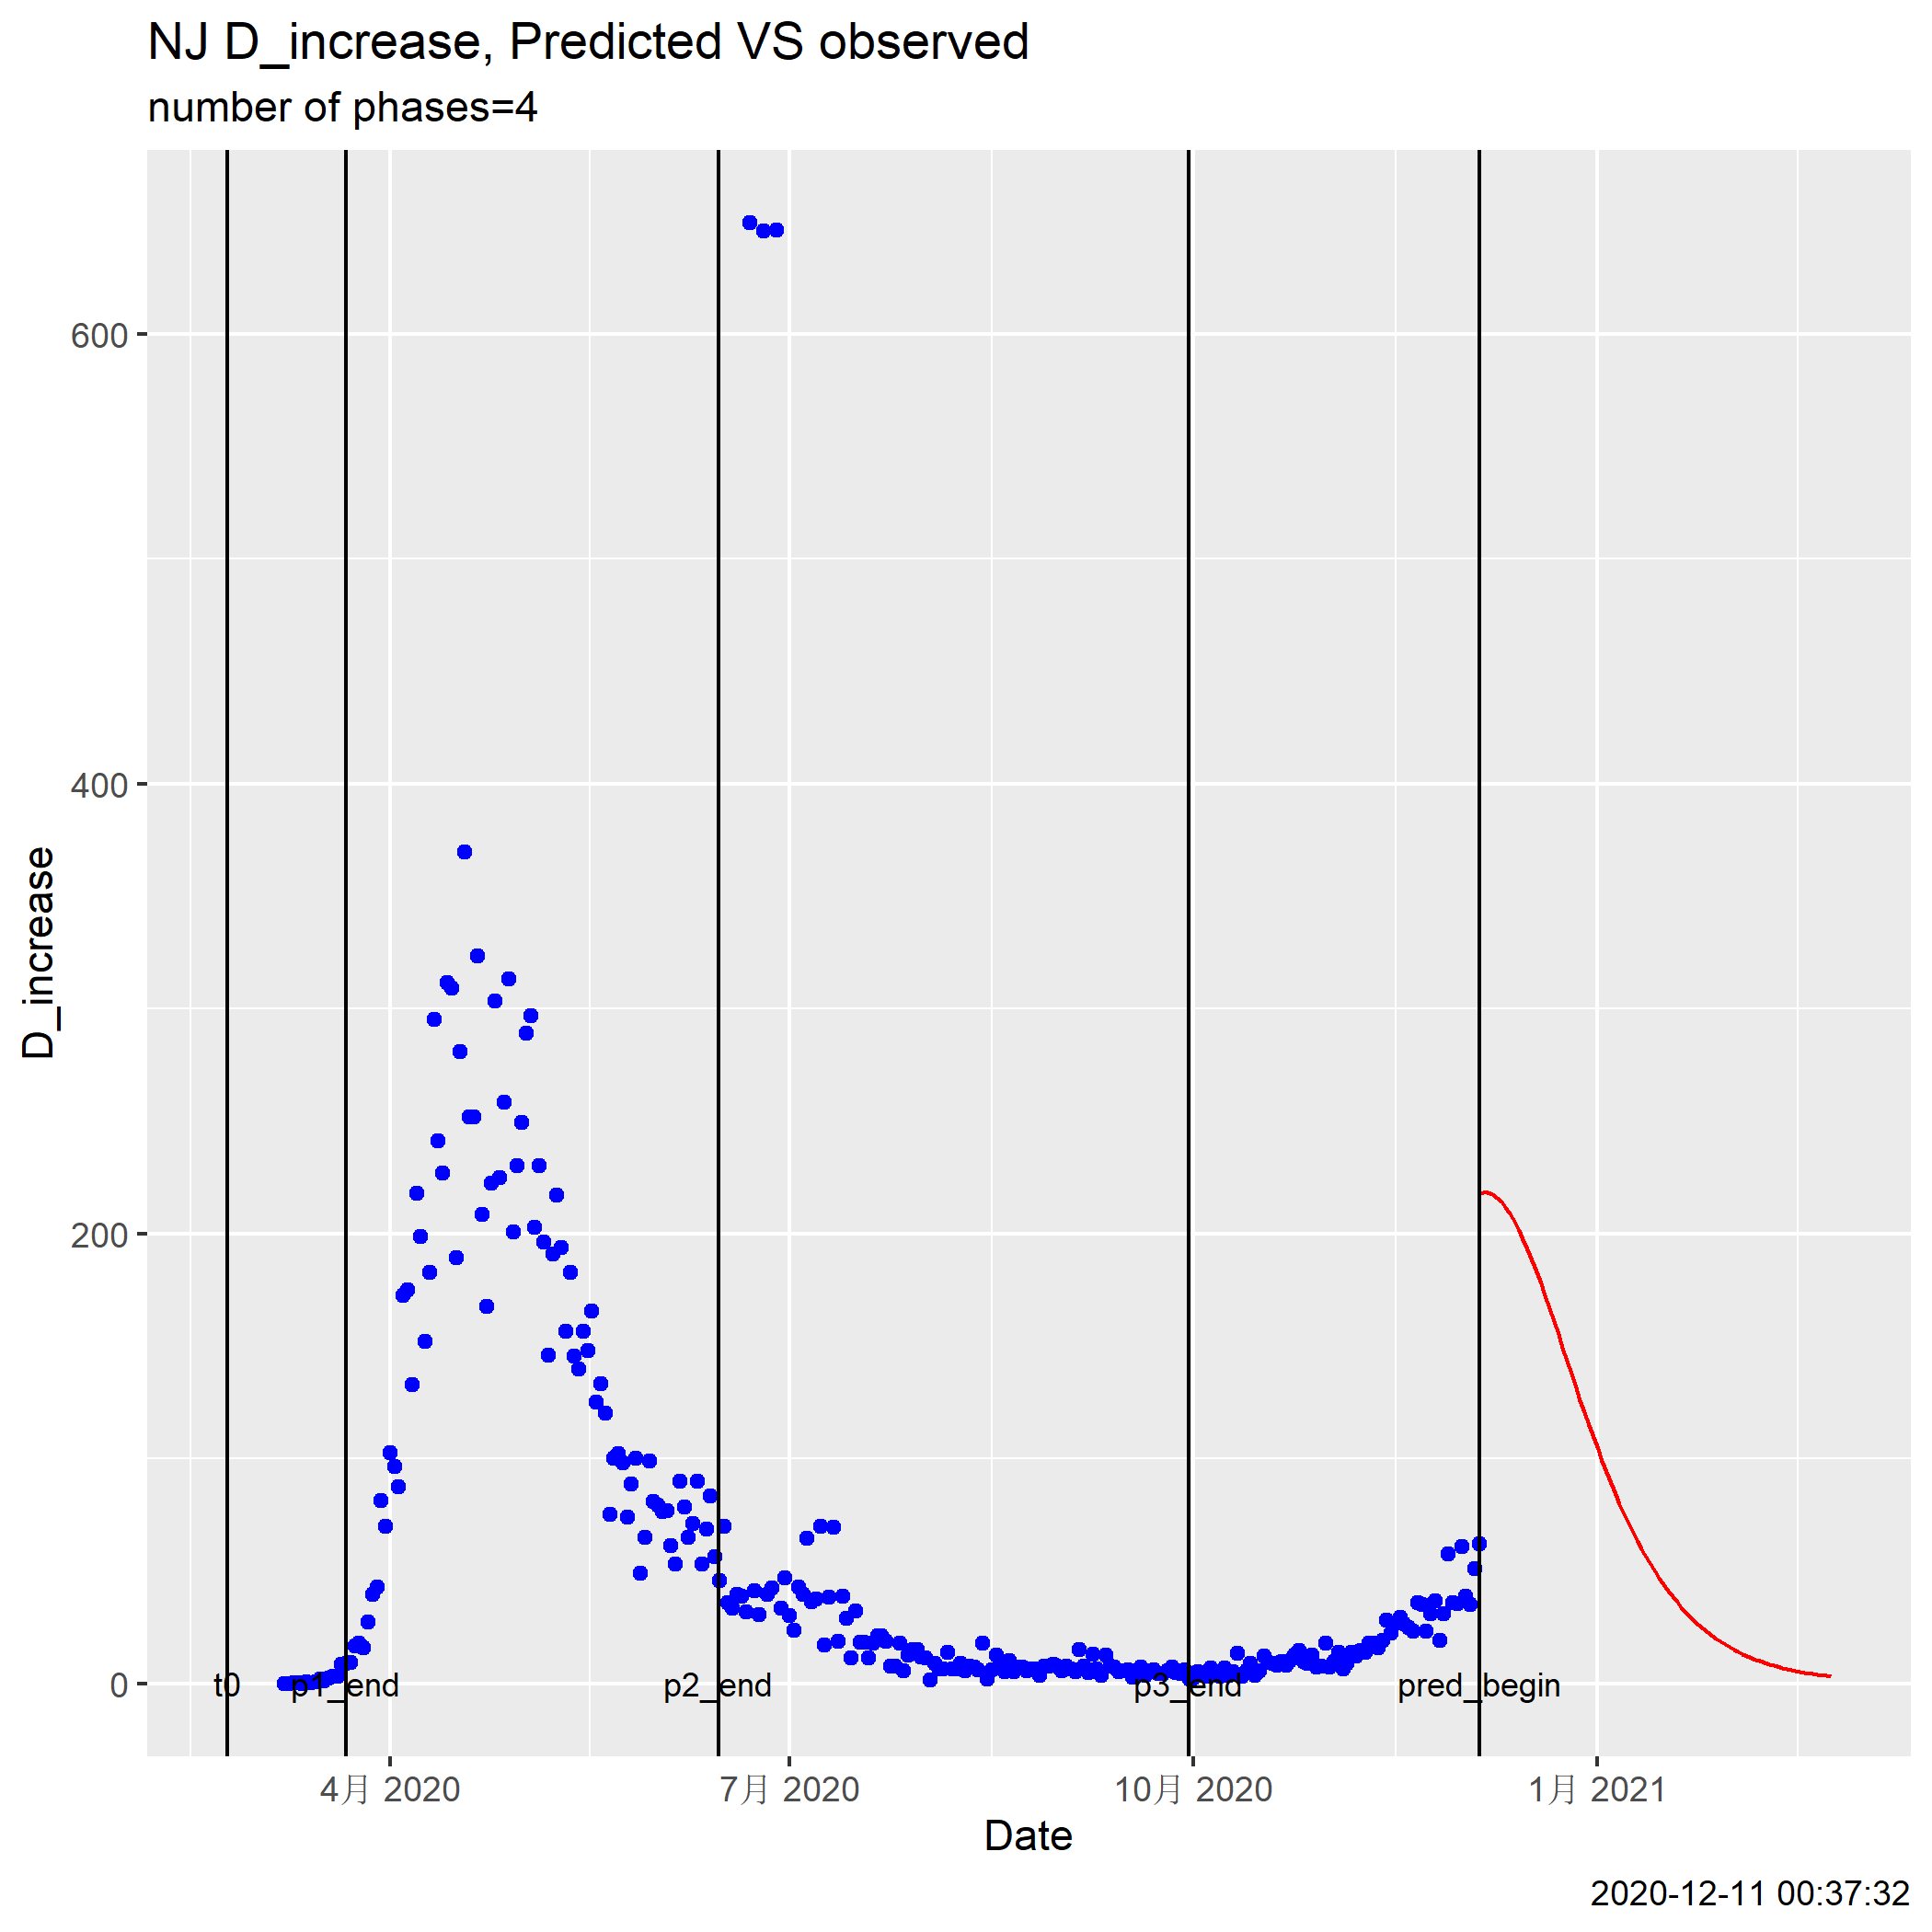 NJ D_increase, Predicted VS observed
number of phases=4
D_increase
600
400
200
0
t0
p1_end
p2_end
p3_end
pred_begin
4月 2020
7月 2020
10月 2020
1月 2021
Date
2020-12-11 00:37:32